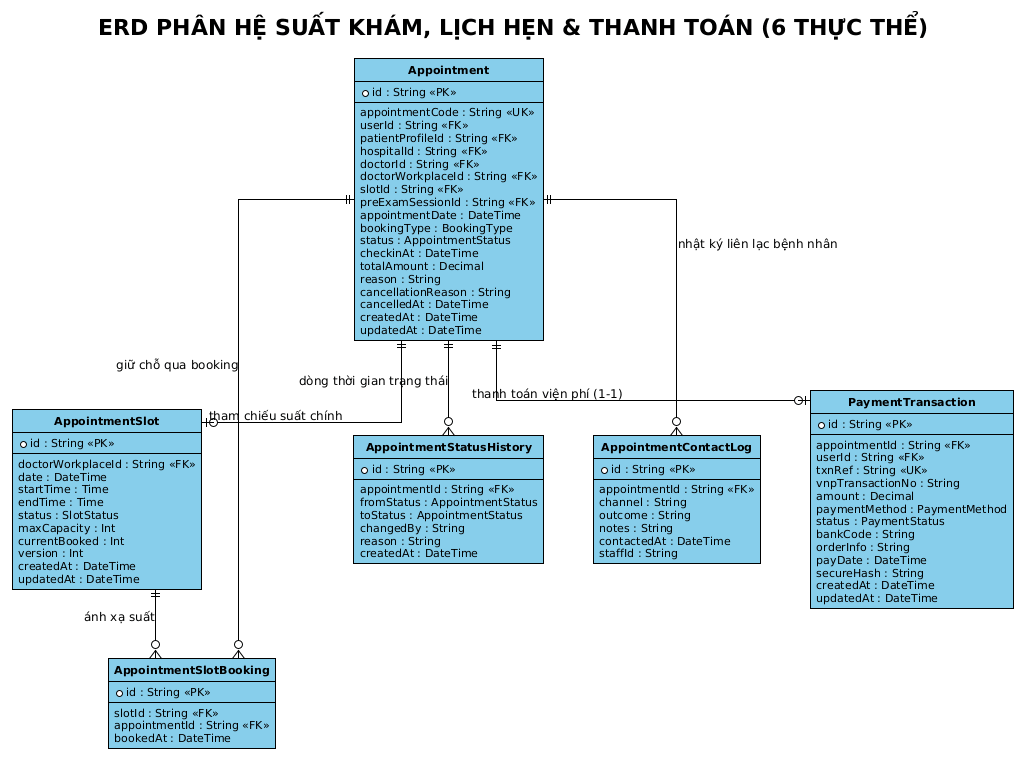 ERD PHÂN HỆ SUẤT KHÁM, LỊCH HẸN & THANH TOÁN (6 THỰC THỂ)
Appointment
id : String «PK»
appointmentCode : String «UK»
userId : String «FK»
patientProfileId : String «FK»
hospitalId : String «FK»
doctorId : String «FK»
doctorWorkplaceId : String «FK»
slotId : String «FK»
preExamSessionId : String «FK»
appointmentDate : DateTime
bookingType : BookingType
status : AppointmentStatus
checkinAt : DateTime
totalAmount : Decimal
reason : String
cancellationReason : String
cancelledAt : DateTime
createdAt : DateTime
updatedAt : DateTime
nhật ký liên lạc bệnh nhân
giữ chỗ qua booking
dòng thời gian trạng thái
thanh toán viện phí (1-1)
tham chiếu suất chính
AppointmentSlot
id : String «PK»
doctorWorkplaceId : String «FK»
date : DateTime
startTime : Time
endTime : Time
status : SlotStatus
maxCapacity : Int
currentBooked : Int
version : Int
createdAt : DateTime
updatedAt : DateTime
AppointmentStatusHistory
id : String «PK»
appointmentId : String «FK»
fromStatus : AppointmentStatus
toStatus : AppointmentStatus
changedBy : String
reason : String
createdAt : DateTime
AppointmentContactLog
id : String «PK»
appointmentId : String «FK»
channel : String
outcome : String
notes : String
contactedAt : DateTime
staffId : String
PaymentTransaction
id : String «PK»
appointmentId : String «FK»
userId : String «FK»
txnRef : String «UK»
vnpTransactionNo : String
amount : Decimal
paymentMethod : PaymentMethod
status : PaymentStatus
bankCode : String
orderInfo : String
payDate : DateTime
secureHash : String
createdAt : DateTime
updatedAt : DateTime
ánh xạ suất
AppointmentSlotBooking
id : String «PK»
slotId : String «FK»
appointmentId : String «FK»
bookedAt : DateTime